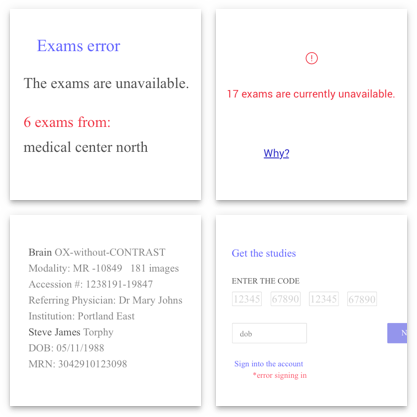 Exams error
The exams are unavailable.
6 exams from:
medical center north
17 exams are currently unavailable.
Why?
Brain OX-without-CONTRAST
Modality: MR -10849 181 images
Accession #: 1238191-19847
Referring Physician: Dr Mary Johns
Institution: Portland East
Steve James Torphy
DOB: 05/11/1988
MRN: 3042910123098
Get the studies
ENTER THE CODE
12345 67890 12345 67890
dob
N
Sign into the account
*error signing in